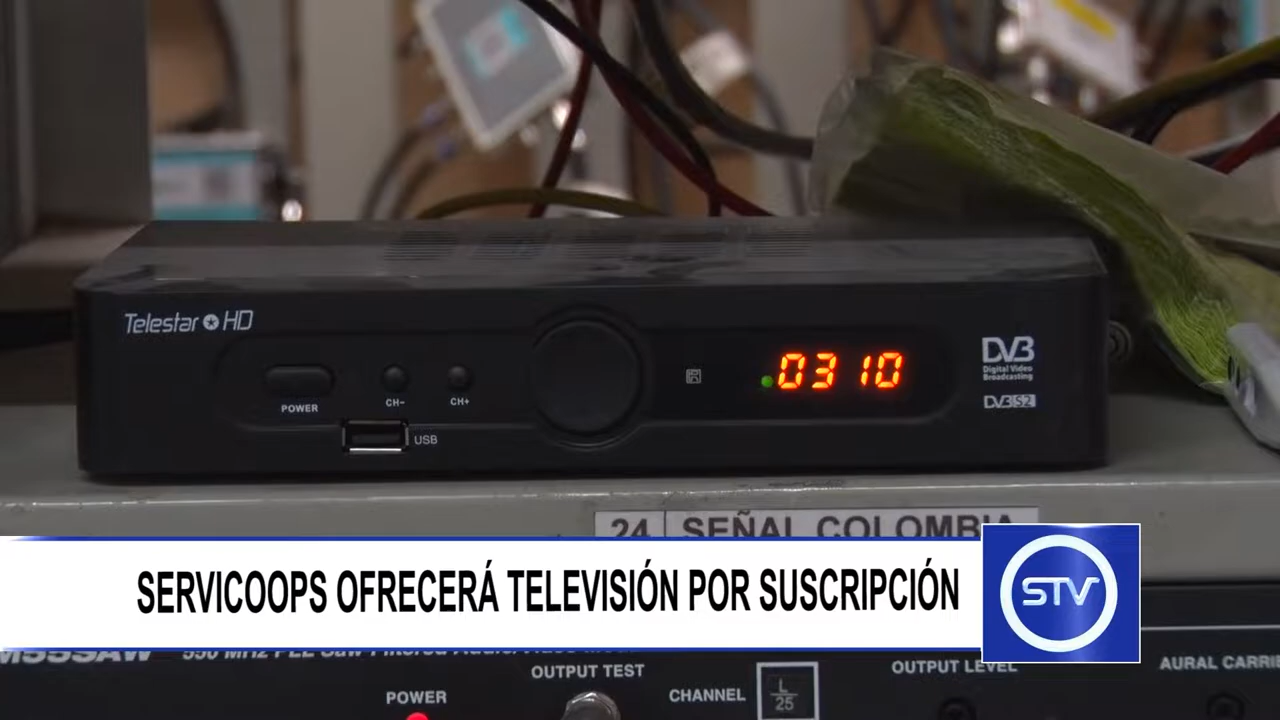 Telestar HD
POWER
CH-
CH+
USB
0310
DVB
Digital Video
Broadcasting
DVB S2
24 SEÑAL COLOMBIA
SERVICOOPS OFRECERÁ TELEVISIÓN POR SUSCRIPCIÓN
STV
OUTPUT TEST
OUTPUT LEVEL
POWER
CHANNEL
L
25
AURAL